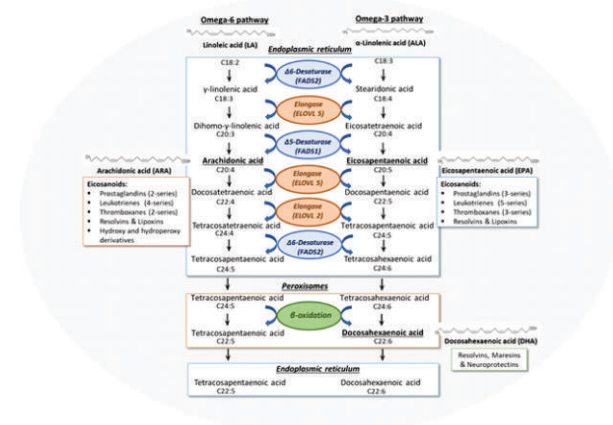 Omega-6 pathway
Omega-3 pathway
Linoleic acid (LA)
α-Linolenic acid (ALA)
Endoplasmic reticulum
C18:2
Δ6-Desaturase
(FADS2)
C18:3
γ-linolenic acid
C18:3
Stearidonic acid
C18:4
Elongase
(ELOVL 5)
Dihomo-γ-linolenic acid
C20:3
Eicosatetraenoic acid
C20:4
Δ5-Desaturase
(FADS1)
Arachidonic acid
C20:4
Eicosapentaenoic acid
C20:5
Arachidonic acid (ARA)
Eicosanoids:
Prostaglandins (2-series)
Leukotrienes (4-series)
Thromboxanes (2-series)
Resolvins & Lipoxins
Hydroxy and hydroperoxy
derivatives
Eicosapentaenoic acid (EPA)
Eicosanoids:
Prostaglandins (3-series)
Leukotrienes (5-series)
Thromboxanes (3-series)
Resolvins & Lipoxins
Elongase
(ELOVL 5)
Docosatetraenoic acid
C22:4
Docosapentaenoic acid
C22:5
Elongase
(ELOVL 2)
Tetracosatetraenoic acid
C24:4
Tetracosapentaenoic acid
C24:5
Δ6-Desaturase
(FADS2)
Tetracosapentaenoic acid
C24:5
Tetracosahexaenoic acid
C24:6
Peroxisomes
Tetracosapentaenoic acid
C24:5
Tetracosahexaenoic acid
C24:6
β-oxidation
Tetracosapentaenoic acid
C22:5
Docosahexaenoic acid
C22:6
Docosahexaenoic acid (DHA)
Resolvins, Maresins
& Neuroprotectins
Endoplasmic reticulum
Tetracosapentaenoic acid
C22:5
Docosahexaenoic acid
C22:6